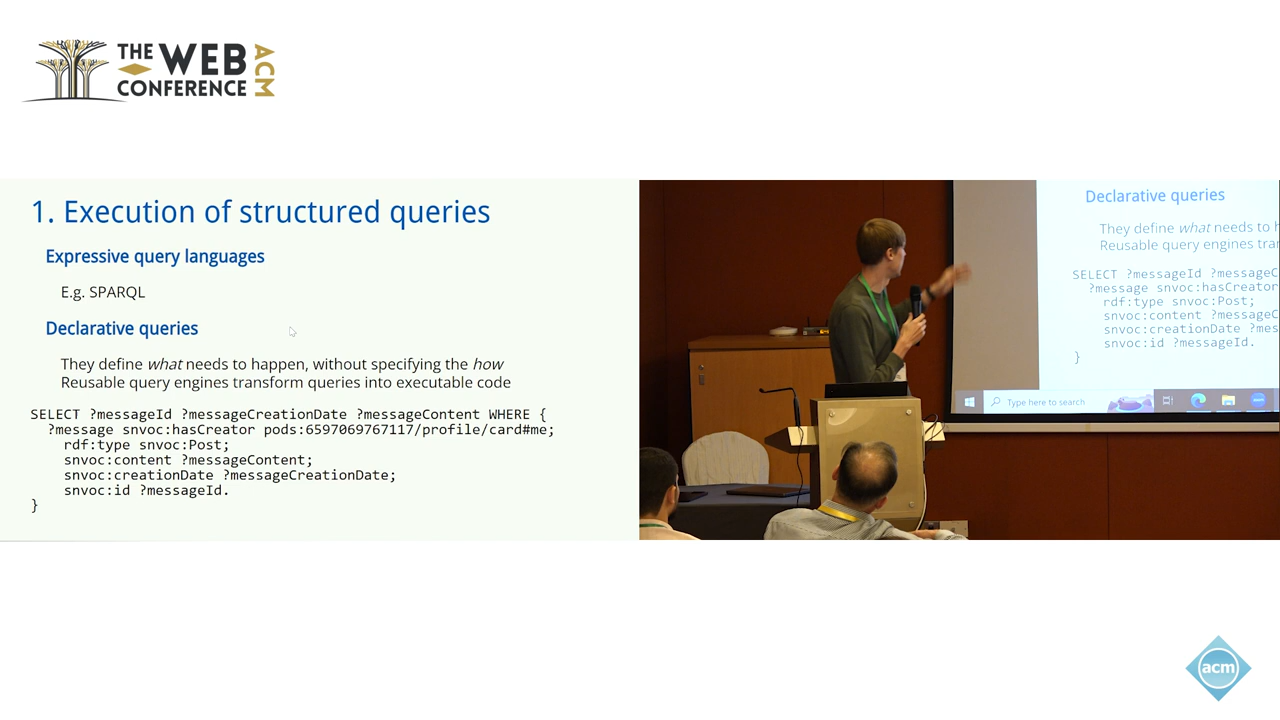 THE WEB
CONFERENCE
ACM
1. Execution of structured queries
Expressive query languages
E.g. SPARQL
Declarative queries
They define what needs to happen, without specifying the how
Reusable query engines transform queries into executable code
SELECT ?messageId ?messageCreationDate ?messageContent WHERE {
?message snvoc:hasCreator pods:6597069767117/profile/card#me;
rdf:type snvoc:Post;
snvoc:content ?messageContent;
snvoc:creationDate ?messageCreationDate;
snvoc:id ?messageId.
}
Declarative queries
They define what needs to h
Reusable query engines tra
SELECT ?messageId ?messageC
?message snvoc:hasCreator
rdf:type snvoc:Post;
snvoc:content ?messageC
snvoc:creationDate ?mes
snvoc:id ?messageId.
}
Type here to search
acm